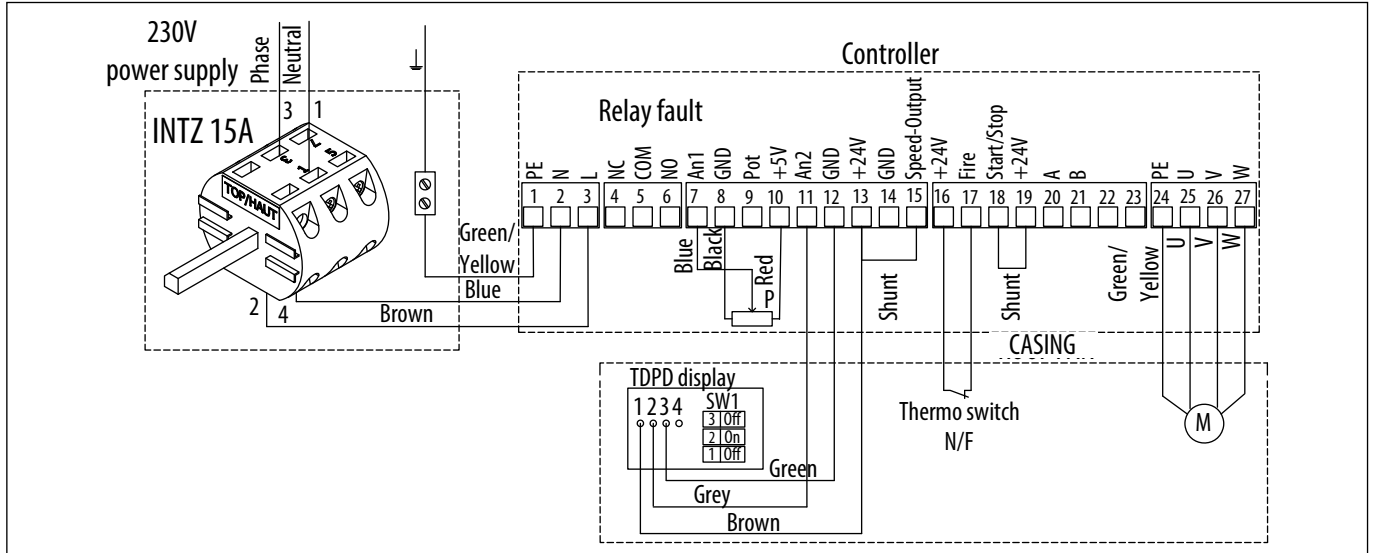 230V
power supply
Phase
Neutral
3
1
INTZ 15A
TOP/HAUT
2
4
Green/
Yellow
Blue
Brown
Controller
Relay fault
PE
N
L
NC
COM
NO
An1
GND
Pot
+5V
An2
GND
+24V
GND
Speed-Output
+24V
Fire
Start/Stop
+24V
A
B
PE
U
V
W
1 2 3 4 5 6 7 8 9 10 11 12 13 14 15 16 17 18 19 20 21 22 23 24 25 26 27
Blue
Black
Red
P
Shunt
Shunt
Green/
Yellow
U
V
W
CASING
TDPD display
1 2 3 4
SW1
3 Off
2 On
1 Off
Green
Grey
Brown
Thermo switch
N/F
M